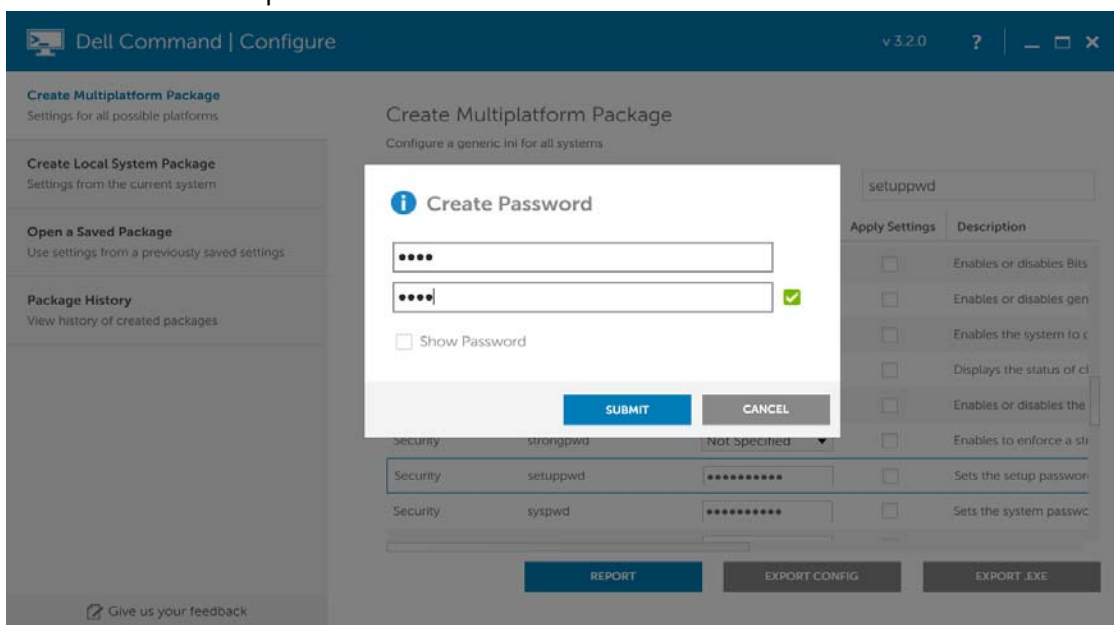 Dell Command | Configure
v 3.2.0 ?
Create Multiplatform Package
Settings for all possible platforms
Create Local System Package
Settings from the current system
Open a Saved Package
Use settings from a previously saved settings
Package History
View history of created packages
Give us your feedback
Create Multiplatform Package
Configure a generic ini for all systems
setuppwd
Apply Settings Description
Enables or disables Bits
Enables or disables gen
Enables the system to c
Displays the status of cl
Enables or disables the
Create Password
••••
••••
Show Password
SUBMIT CANCEL
Security strongpwd Not Specified Enables to enforce a str
Security setuppwd •••••••••• Sets the setup passwor
Security syspwd •••••••••• Sets the system passwc
REPORT EXPORT CONFIG EXPORT .EXE